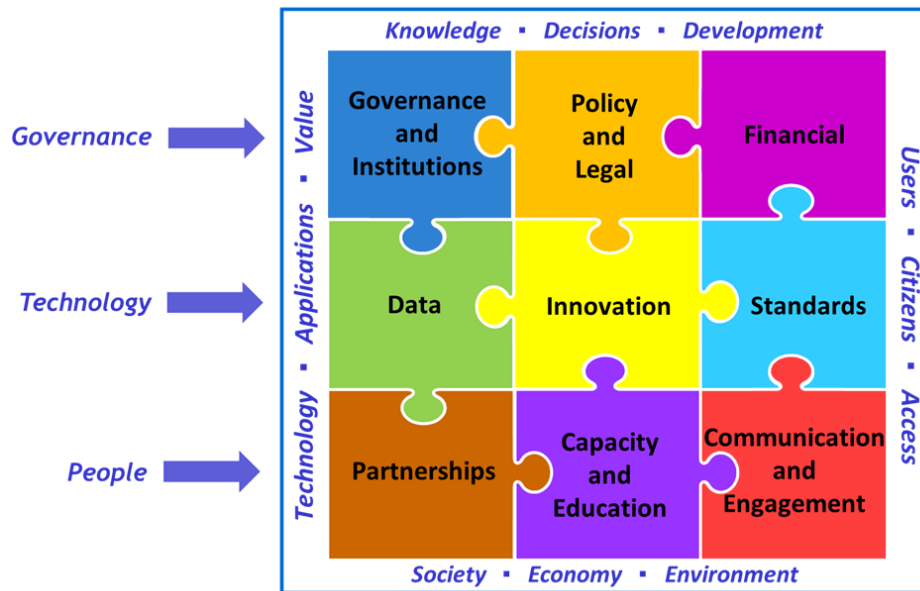 Knowledge ▪ Decisions ▪ Development
Governance
Technology
People
Technology ▪ Applications ▪ Value
Governance
and
Institutions
Policy
and
Legal
Financial
Data
Innovation
Standards
Partnerships
Capacity
and
Education
Communication
and
Engagement
Users ▪ Citizens ▪ Access
Society ▪ Economy ▪ Environment